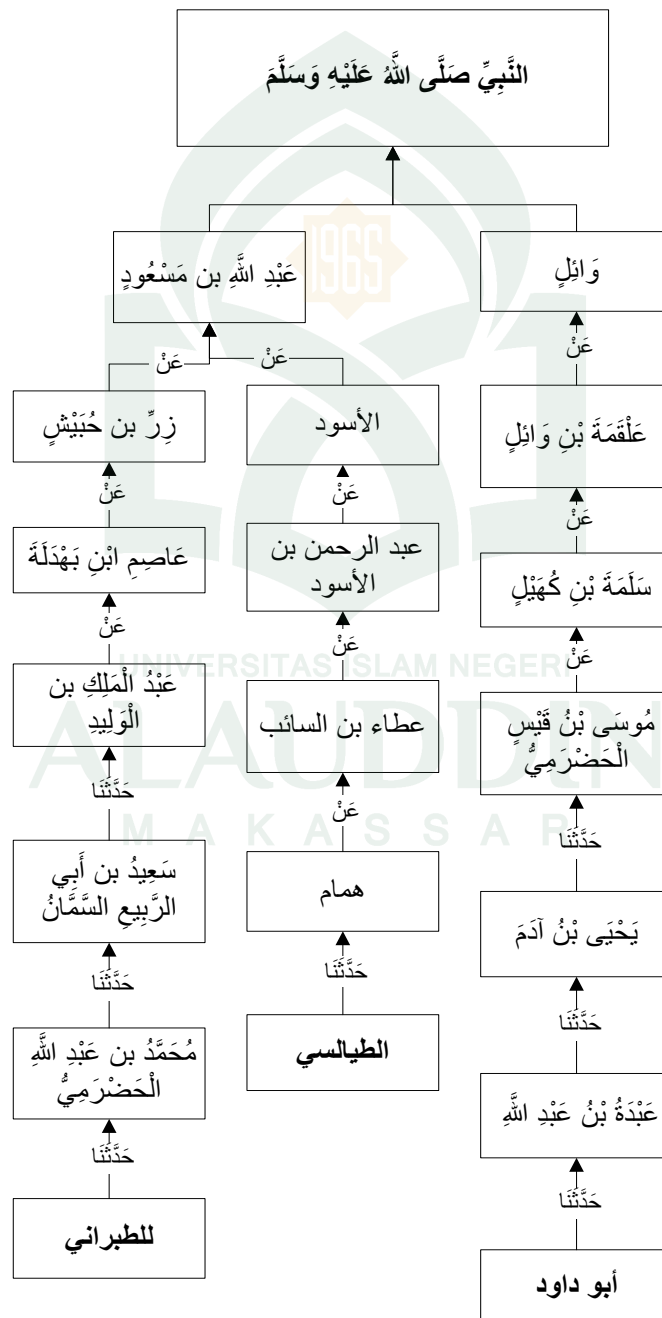 النَّبِيِّ صَلَّى اللَّهُ عَلَيْهِ وَسَلَّمَ
1965
وَائِلٍ
عَبْدِ اللَّهِ بن مَسْعُودٍ
عَنْ
عَنْ
عَنْ
عَلْقَمَةَ بْنِ وَائِلٍ
الأسود
زِرِّ بن حُبَيْشٍ
عَنْ
عَنْ
عَنْ
سَلَمَةَ بْنِ كُهَيْلٍ
عبد الرحمن بن
الأسود
عَاصِمِ ابْنِ بَهْدَلَةَ
عَنْ
عَنْ
عَنْ
UNIVERSITAS ISLAM NEGERI
مُوسَى بْنُ قَيْسٍ
الْحَضْرَمِيُّ
عطاء بن السائب
عَبْدُ الْمَلِكِ بن
الْوَلِيدِ
ALAUDDIN
حَدَّثَنَا
عَنْ
حَدَّثَنَا
MAKASSAR
يَحْيَى بْنُ آدَمَ
همام
سَعِيدُ بن أَبِي
الرَّبِيعِ السَّمَّانُ
حَدَّثَنَا
حَدَّثَنَا
حَدَّثَنَا
عَبْدَةُ بْنُ عَبْدِ اللَّهِ
الطيالسي
مُحَمَّدُ بن عَبْدِ اللَّهِ
الْحَضْرَمِيُّ
حَدَّثَنَا
حَدَّثَنَا
أبو داود
للطبراني